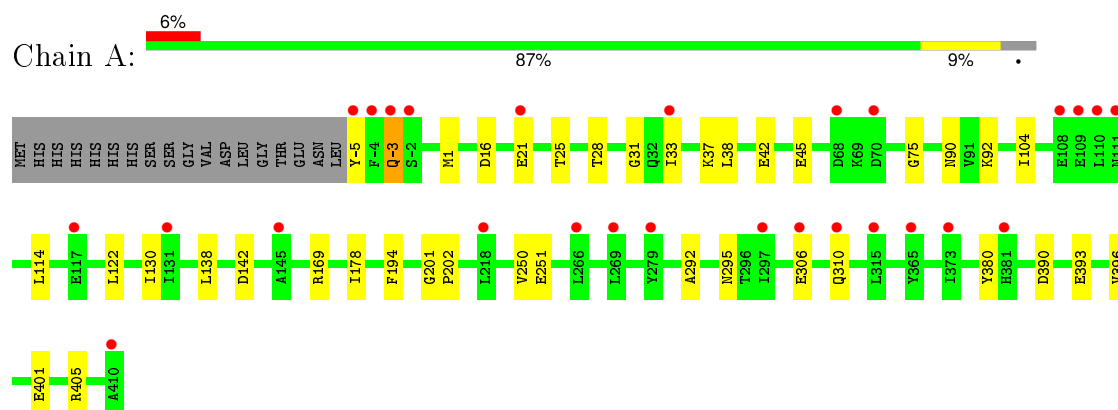 6%
Chain A:
87% 9% •
MET HIS HIS HIS HIS HIS HIS SER SER GLY VAL ASP LEU GLY THR GLU ASN LEU Y-5 F-4 Q-3 S-2 M1 D16 E21 T25 T28 G31 Q32 I33 K37 L38 E42 E45 D68 K69 D70 G75 N90 V91 K92 I104 E108 E109 L110 N111
L114 E117 L122 I130 I131 L138 D142 A145 R169 I178 F194 G201 P202 L218 V250 E251 L266 L269 Y279 A292 N295 T296 I297 E306 Q310 L315 Y365 I373 Y380 H381 D390 E393 V396
E401 R405 A410